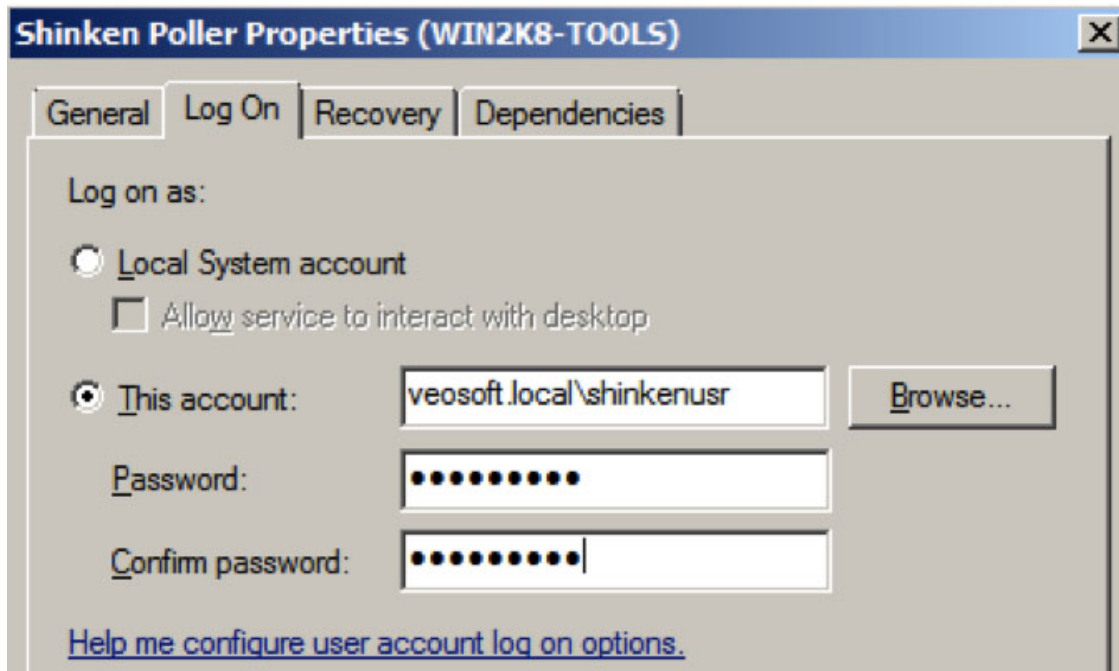 Shinken Poller Properties (WIN2K8-TOOLS)
General Log On Recovery Dependencies
Log on as:
Local System account
Allow service to interact with desktop
This account: veosoft.local\shinkenusr Browse...
Password: •••••••••
Confirm password: •••••••••
Help me configure user account log on options.